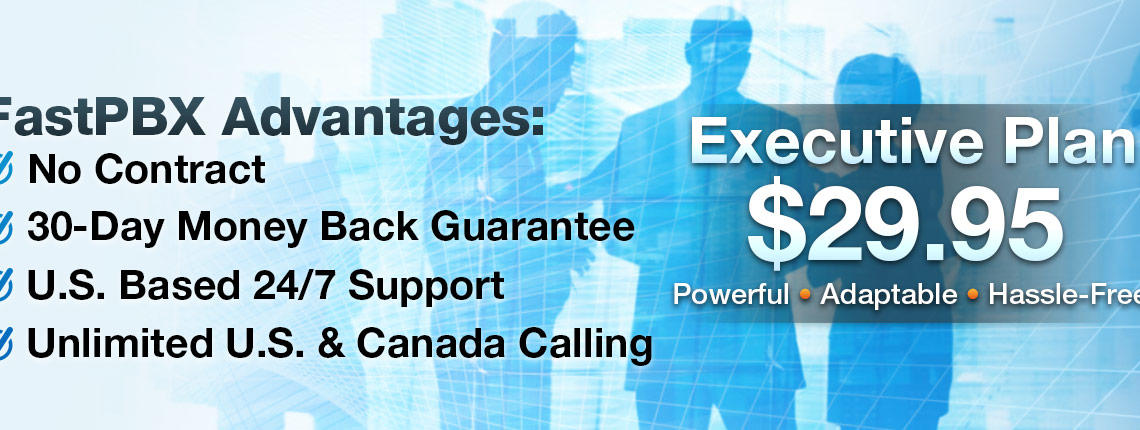 FastPBX Advantages:
No Contract
30-Day Money Back Guarantee
U.S. Based 24/7 Support
Unlimited U.S. & Canada Calling
Executive Plan
$29.95
Powerful • Adaptable • Hassle-Free